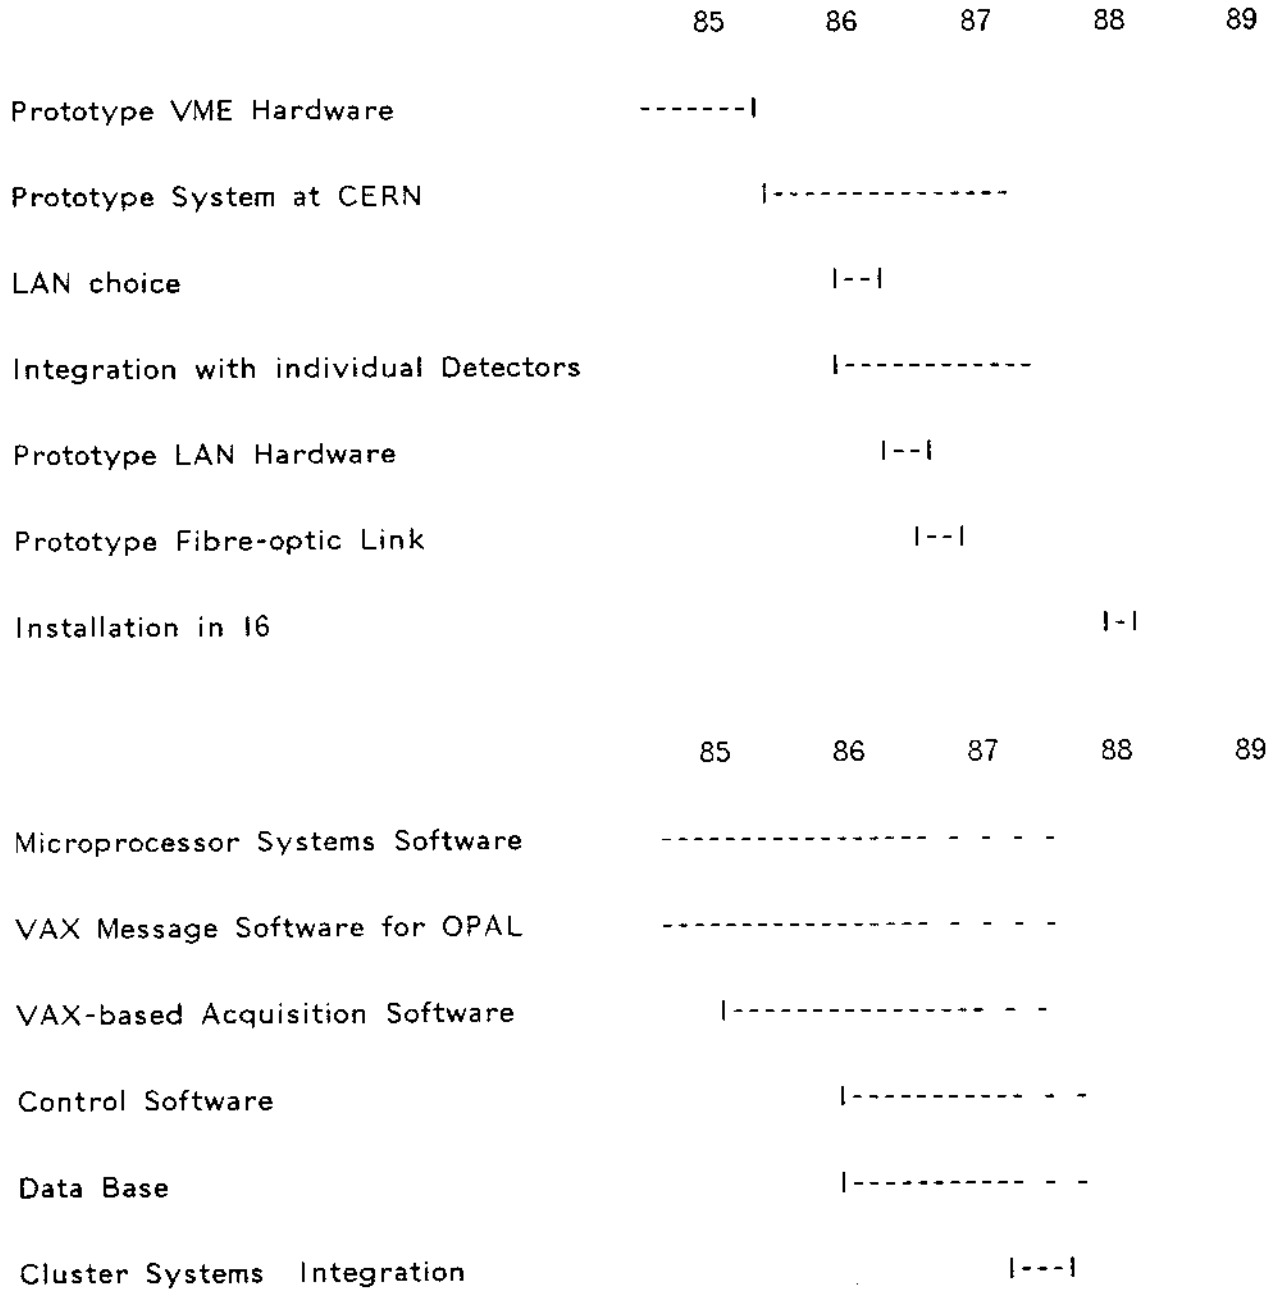 85 86 87 88 89
Prototype VME Hardware -------|
Prototype System at CERN |---------------
LAN choice |--|
Integration with individual Detectors |------------
Prototype LAN Hardware |--|
Prototype Fibre-optic Link |--|
Installation in I6 |-|
85 86 87 88 89
Microprocessor Systems Software ----------------- - - - -
VAX Message Software for OPAL ----------------- - - - -
VAX-based Acquisition Software |---------------- - -
Control Software |----------- - -
Data Base |----------- - -
Cluster Systems Integration |---|